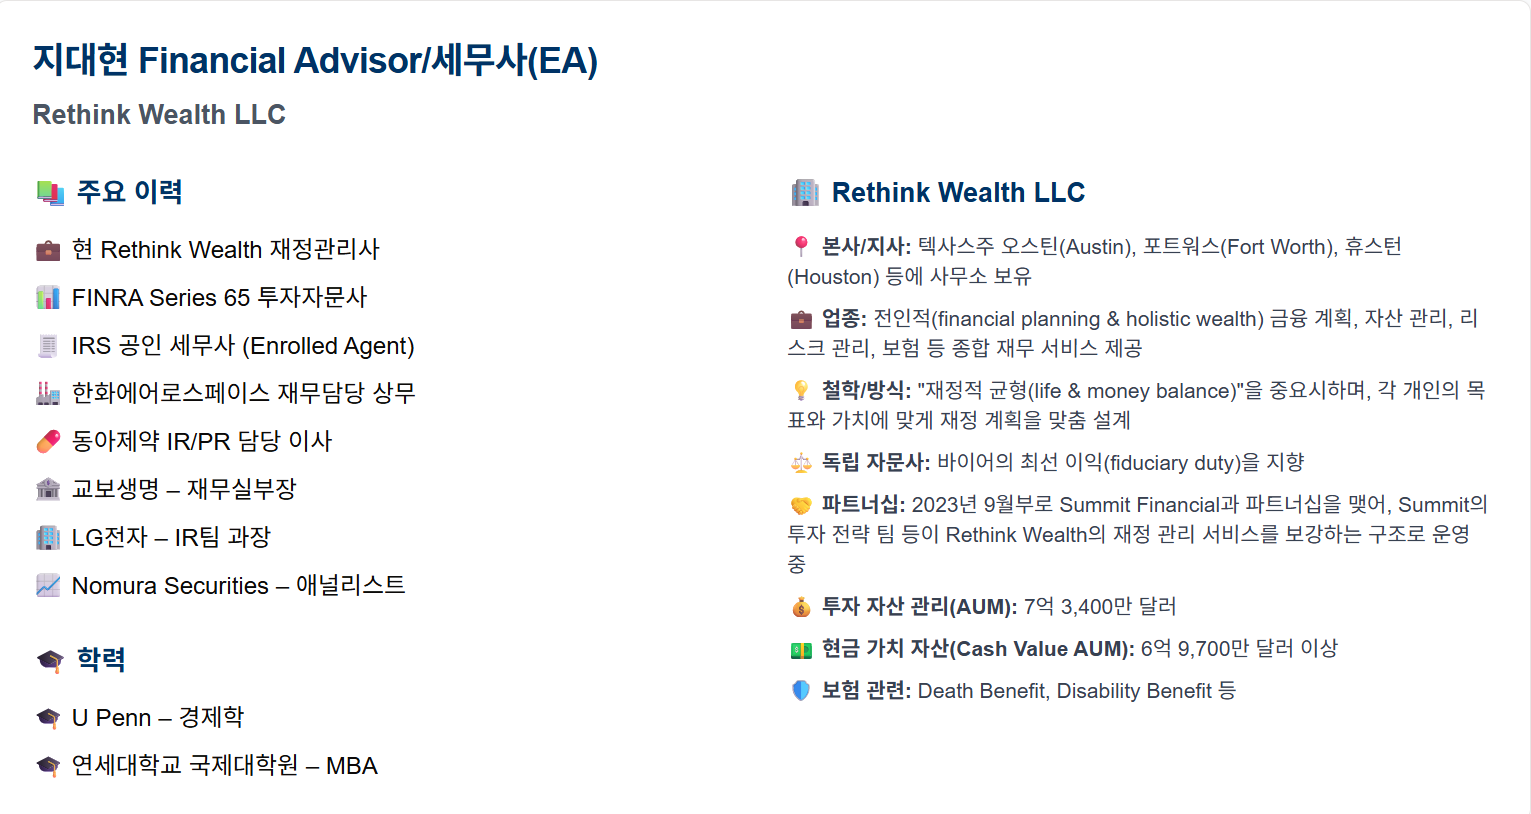 지대현 Financial Advisor/세무사(EA)
Rethink Wealth LLC
주요 이력
현 Rethink Wealth 재정관리사
FINRA Series 65 투자자문사
IRS 공인 세무사 (Enrolled Agent)
한화에어로스페이스 재무담당 상무
동아제약 IR/PR 담당 이사
교보생명 – 재무실부장
LG전자 – IR팀 과장
Nomura Securities – 애널리스트
학력
U Penn – 경제학
연세대학교 국제대학원 – MBA
Rethink Wealth LLC
본사/지사: 텍사스주 오스틴(Austin), 포트워스(Fort Worth), 휴스턴
(Houston) 등에 사무소 보유
업종: 전인적(financial planning & holistic wealth) 금융 계획, 자산 관리, 리
스크 관리, 보험 등 종합 재무 서비스 제공
철학/방식: "재정적 균형(life & money balance)"을 중요시하며, 각 개인의 목
표와 가치에 맞게 재정 계획을 맞춤 설계
독립 자문사: 바이어의 최선 이익(fiduciary duty)을 지향
파트너십: 2023년 9월부로 Summit Financial과 파트너십을 맺어, Summit의
투자 전략 팀 등이 Rethink Wealth의 재정 관리 서비스를 보강하는 구조로 운영
중
투자 자산 관리(AUM): 7억 3,400만 달러
현금 가치 자산(Cash Value AUM): 6억 9,700만 달러 이상
보험 관련: Death Benefit, Disability Benefit 등